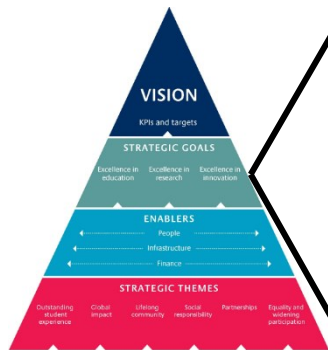 VISION
KPIs and targets
STRATEGIC GOALS
Excellence in education
Excellence in research
Excellence in innovation
ENABLERS
People
Infrastructure
Finance
STRATEGIC THEMES
Outstanding student experience
Global impact
Lifelong community
Social responsibility
Partnerships
Equality and widening participation